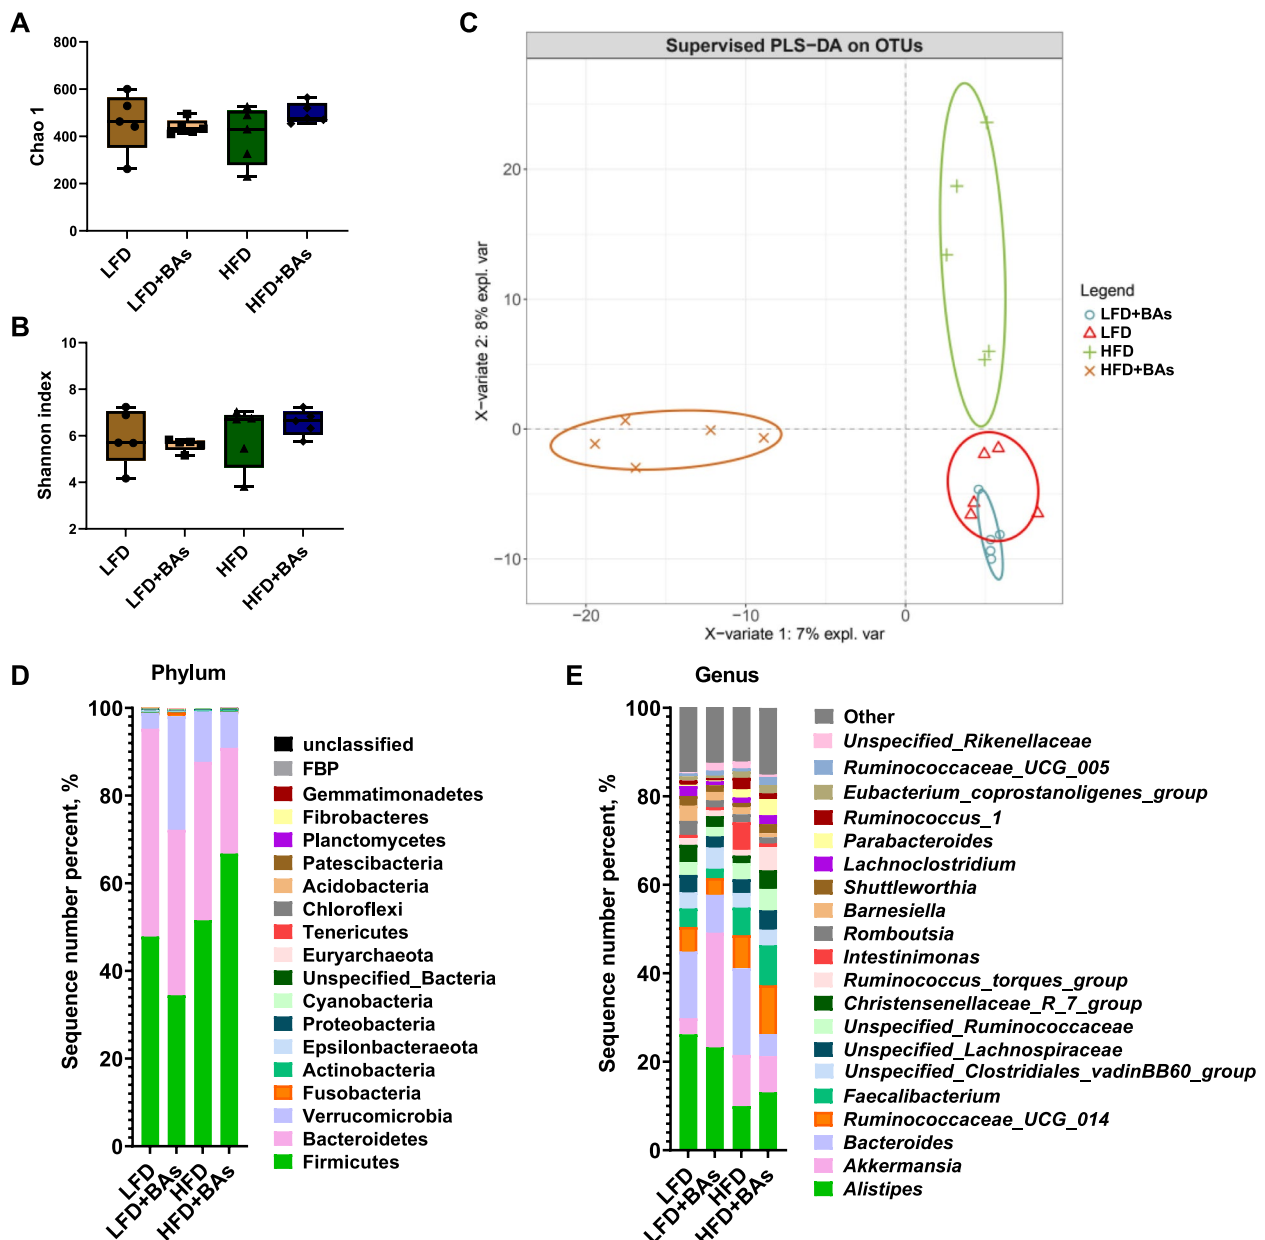 A
Chao 1
800
600
400
200
0
LFD
LFD+BAs
HFD
HFD+BAs
B
Shannon index
10
8
6
4
2
LFD
LFD+BAs
HFD
HFD+BAs
C
Supervised PLS−DA on OTUs
X−variate 2: 8% expl. var
20
10
0
−10
−20
−10
0
X−variate 1: 7% expl. var
Legend
LFD+BAs
LFD
HFD
HFD+BAs
D
Phylum
Sequence number percent, %
100
80
60
40
20
0
LFD
LFD+BAs
HFD
HFD+BAs
unclassified
FBP
Gemmatimonadetes
Fibrobacteres
Planctomycetes
Patescibacteria
Acidobacteria
Chloroflexi
Tenericutes
Euryarchaeota
Unspecified_Bacteria
Cyanobacteria
Proteobacteria
Epsilonbacteraeota
Actinobacteria
Fusobacteria
Verrucomicrobia
Bacteroidetes
Firmicutes
E
Genus
Sequence number percent, %
100
80
60
40
20
0
LFD
LFD+BAs
HFD
HFD+BAs
Other
Unspecified_Rikenellaceae
Ruminococcaceae_UCG_005
Eubacterium_coprostanoligenes_group
Ruminococcus_1
Parabacteroides
Lachnoclostridium
Shuttleworthia
Barnesiella
Romboutsia
Intestinimonas
Ruminococcus_torques_group
Christensenellaceae_R_7_group
Unspecified_Ruminococcaceae
Unspecified_Lachnospiraceae
Unspecified_Clostridiales_vadinBB60_group
Faecalibacterium
Ruminococcaceae_UCG_014
Bacteroides
Akkermansia
Alistipes